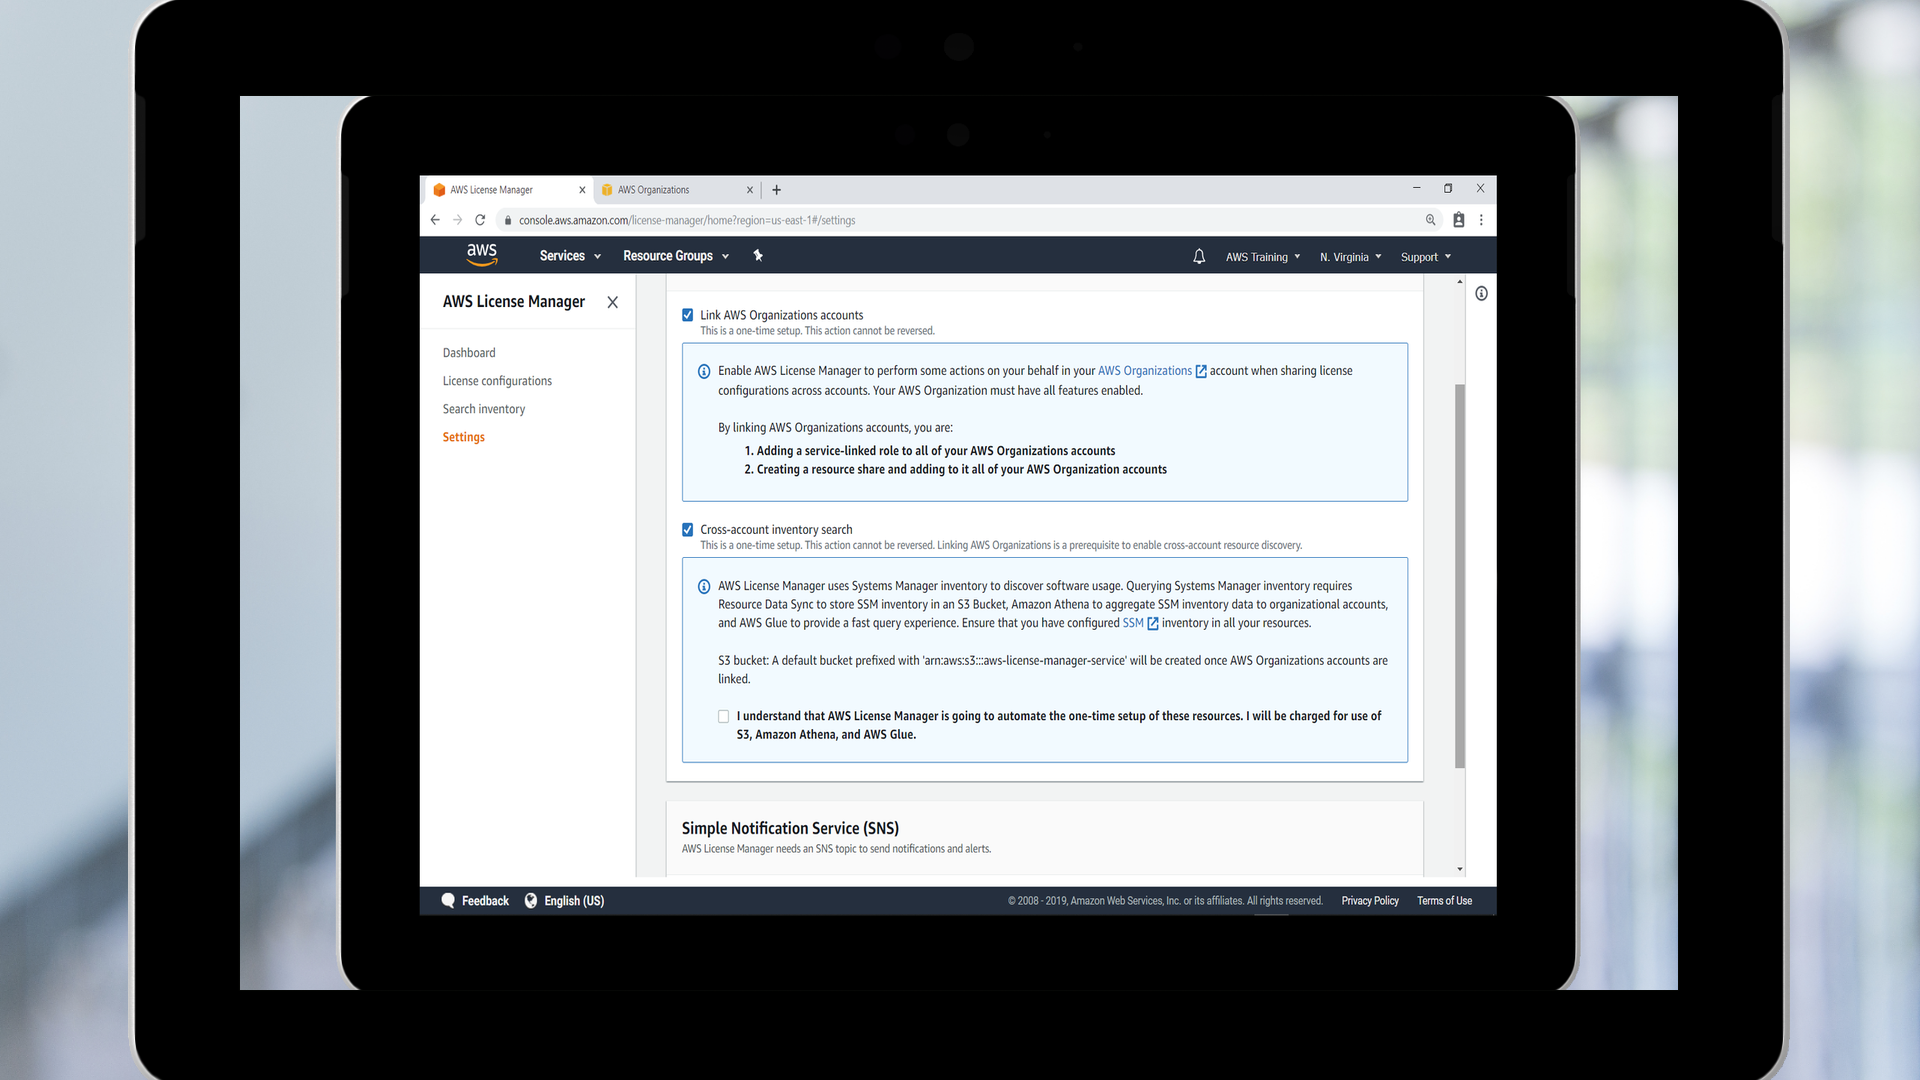 AWS License Manager
AWS Organizations
console.aws.amazon.com/license-manager/home?region=us-east-1#/settings
aws Services Resource Groups AWS Training N. Virginia Support
AWS License Manager
Dashboard
License configurations
Search inventory
Settings
Link AWS Organizations accounts
This is a one-time setup. This action cannot be reversed.
Enable AWS License Manager to perform some actions on your behalf in your AWS Organizations account when sharing license
configurations across accounts. Your AWS Organization must have all features enabled.
By linking AWS Organizations accounts, you are:
1. Adding a service-linked role to all of your AWS Organizations accounts
2. Creating a resource share and adding to it all of your AWS Organization accounts
Cross-account inventory search
This is a one-time setup. This action cannot be reversed. Linking AWS Organizations is a prerequisite to enable cross-account resource discovery.
AWS License Manager uses Systems Manager inventory to discover software usage. Querying Systems Manager inventory requires
Resource Data Sync to store SSM inventory in an S3 Bucket, Amazon Athena to aggregate SSM inventory data to organizational accounts,
and AWS Glue to provide a fast query experience. Ensure that you have configured SSM inventory in all your resources.
S3 bucket: A default bucket prefixed with 'arn:aws:s3:::aws-license-manager-service' will be created once AWS Organizations accounts are
linked.
I understand that AWS License Manager is going to automate the one-time setup of these resources. I will be charged for use of
S3, Amazon Athena, and AWS Glue.
Simple Notification Service (SNS)
AWS License Manager needs an SNS topic to send notifications and alerts.
Feedback English (US) © 2008 - 2019, Amazon Web Services, Inc. or its affiliates. All rights reserved. Privacy Policy Terms of Use